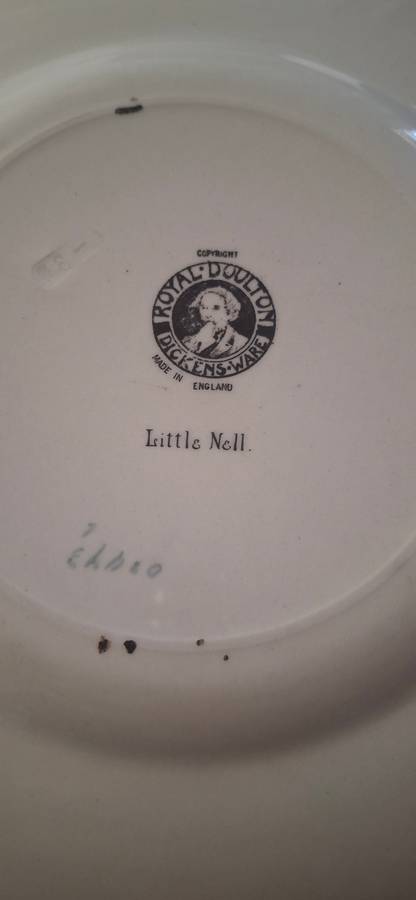 COPYRIGHT
ROYAL·DOULTON
DICKENS·WARE
MADE IN
ENGLAND
Little Nell.